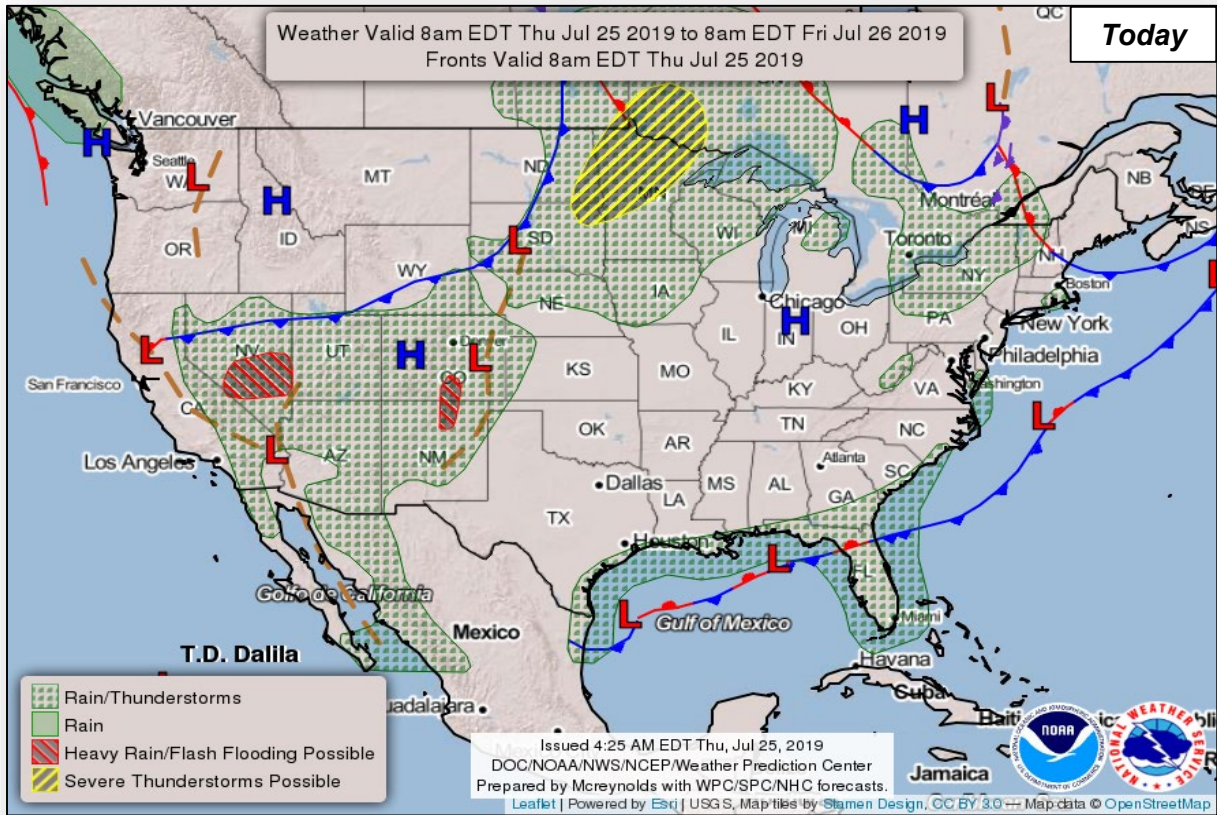 Weather Valid 8am EDT Thu Jul 25 2019 to 8am EDT Fri Jul 26 2019
Fronts Valid 8am EDT Thu Jul 25 2019
Today
QC
Vancouver
H
H
L
Seattle
WA
L
MT
ND
MN
Montréal
NB
H
ID
OR
SD
L
WI
MI
Toronto
NS
NH
NY
WY
L
NE
IA
Chicago
Boston
PA
New York
L
NV
UT
H
Denver
L
CO
IL
H
IN
OH
Philadelphia
San Francisco
CA
KS
MO
KY
VA
L
Los Angeles
L
AZ
NM
OK
AR
TN
NC
Atlanta
SC
Dallas
LA
MS
AL
GA
TX
Houston
L
FL
Golfo de California
Mexico
L
Gulf of Mexico
Miami
T.D. Dalila
Havana
Cuba
Rain/Thunderstorms
Rain
Heavy Rain/Flash Flooding Possible
Severe Thunderstorms Possible
Issued 4:25 AM EDT Thu, Jul 25, 2019
DOC/NOAA/NWS/NCEP/Weather Prediction Center
Prepared by Mcreynolds with WPC/SPC/NHC forecasts.
Leaflet | Powered by Esri | USGS, Map tiles by Stamen Design, CC BY 3.0 — Map data © OpenStreetMap
Jamaica
NOAA
NATIONAL WEATHER SERVICE